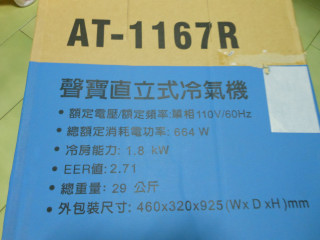 AT-1167R
聲寶直立式冷氣機
• 額定電壓/額定頻率:單相110V/60Hz
• 總額定消耗電功率: 664 W
• 冷房能力: 1.8 kW
• EER值: 2.71
• 總重量: 29 公斤
• 外包裝尺寸: 460x320x925 (WxDxH)mm